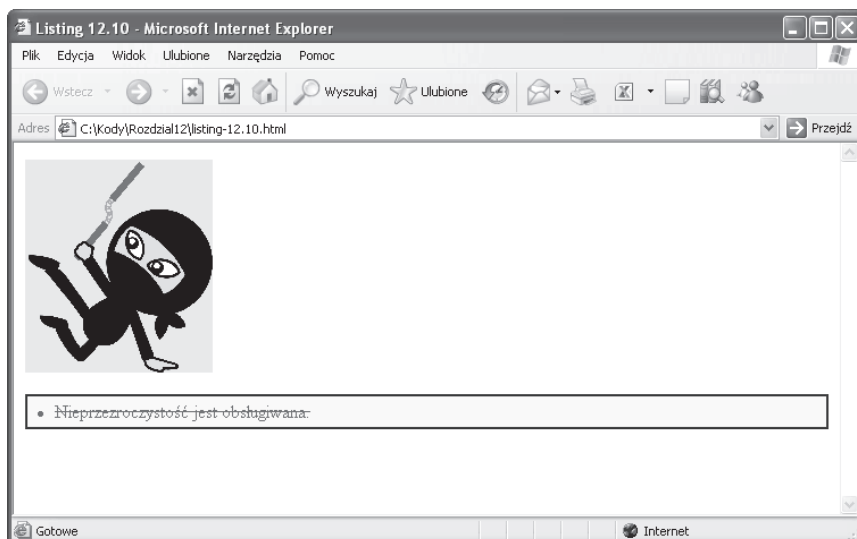 Listing 12.10 - Microsoft Internet Explorer
Plik Edycja Widok Ulubione Narzędzia Pomoc
Wstecz Wyszukaj Ulubione
Adres C:\Kody\Rozdzial12\listing-12.10.html Przejdź
Nieprzezroczystość jest obsługiwana.
Gotowe Internet